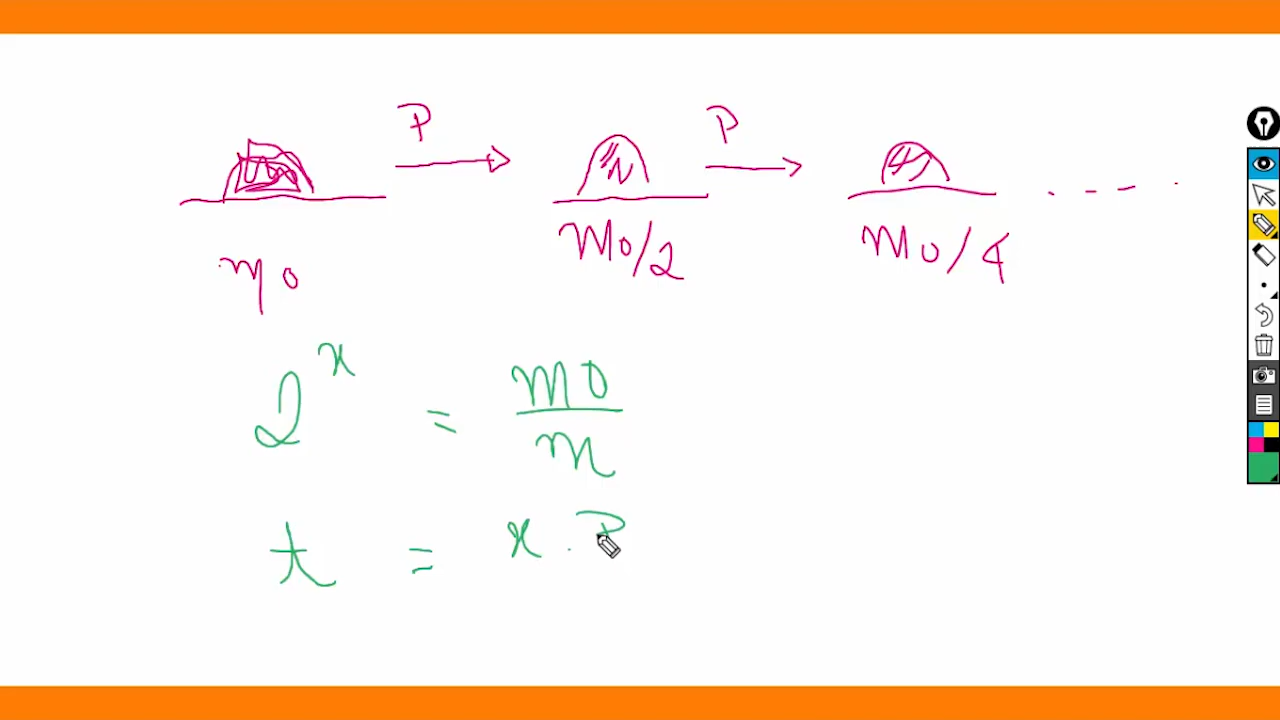 P P
m0 m0/2 m0/4 ....
2^x = m0/m
t = x . P